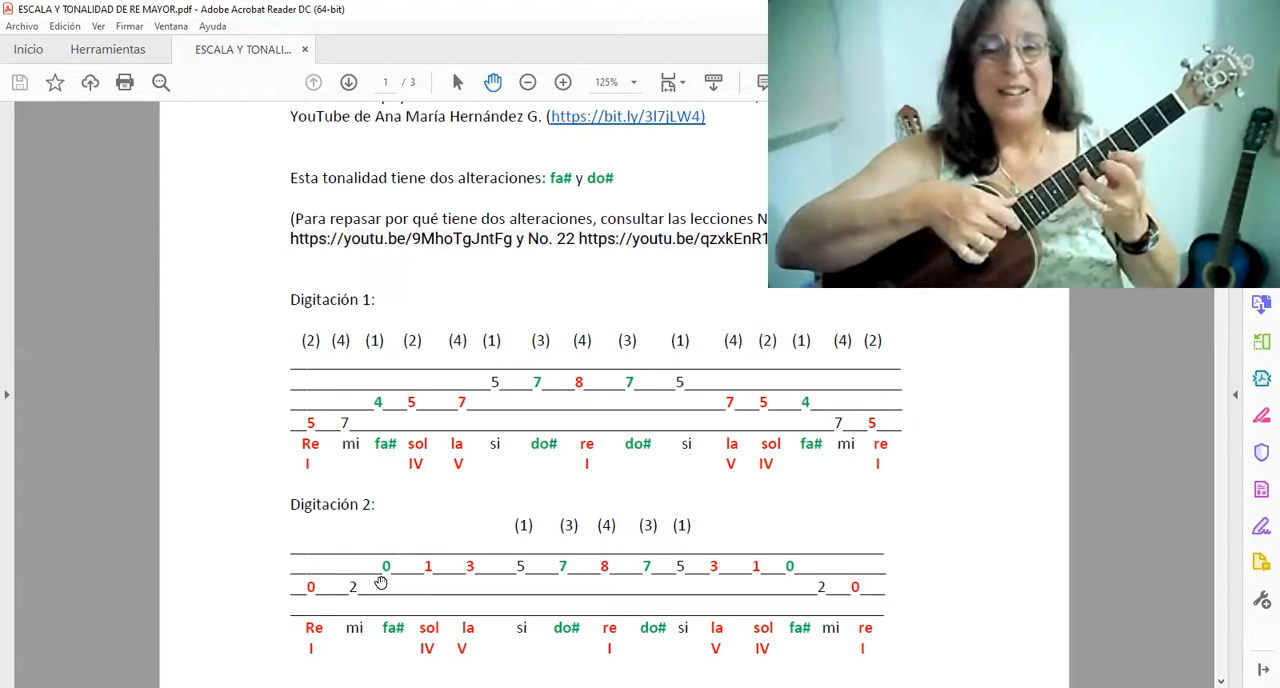 ESCALA Y TONALIDAD DE RE MAYOR.pdf - Adobe Acrobat Reader DC (64-bit)
Archivo Edición Ver Firmar Ventana Ayuda
Inicio Herramientas ESCALA Y TONALI... ×
1 / 3 125%
YouTube de Ana María Hernández G. (https://bit.ly/3l7jLW4)
Esta tonalidad tiene dos alteraciones: fa# y do#
(Para repasar por qué tiene dos alteraciones, consultar las lecciones N
https://youtu.be/9MhoTgJntFg y No. 22 https://youtu.be/qzxkEnR1
Digitación 1:
(2) (4) (1) (2) (4) (1) (3) (4) (3) (1) (4) (2) (1) (4) (2)
5 7 8 7 5
4 5 7 7 5 4
5 7 7 5
Re mi fa# sol la si do# re do# si la sol fa# mi re
I IV V I V IV I
Digitación 2:
(1) (3) (4) (3) (1)
0 1 3 5 7 8 7 5 3 1 0
0 2 2 0
Re mi fa# sol la si do# re do# si la sol fa# mi re
I IV V I V IV I